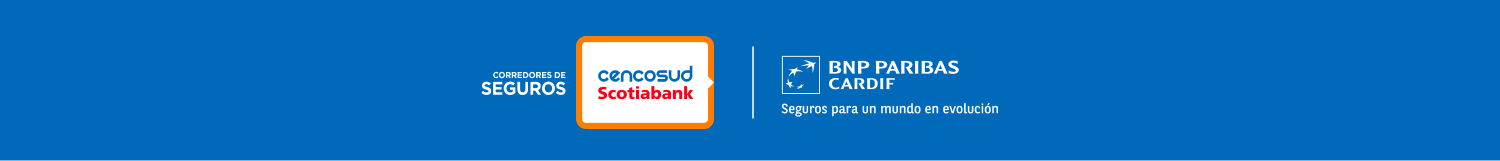 CORREDORES DE
SEGUROS
cencosud
Scotiabank
BNP PARIBAS
CARDIF
Seguros para un mundo en evolución